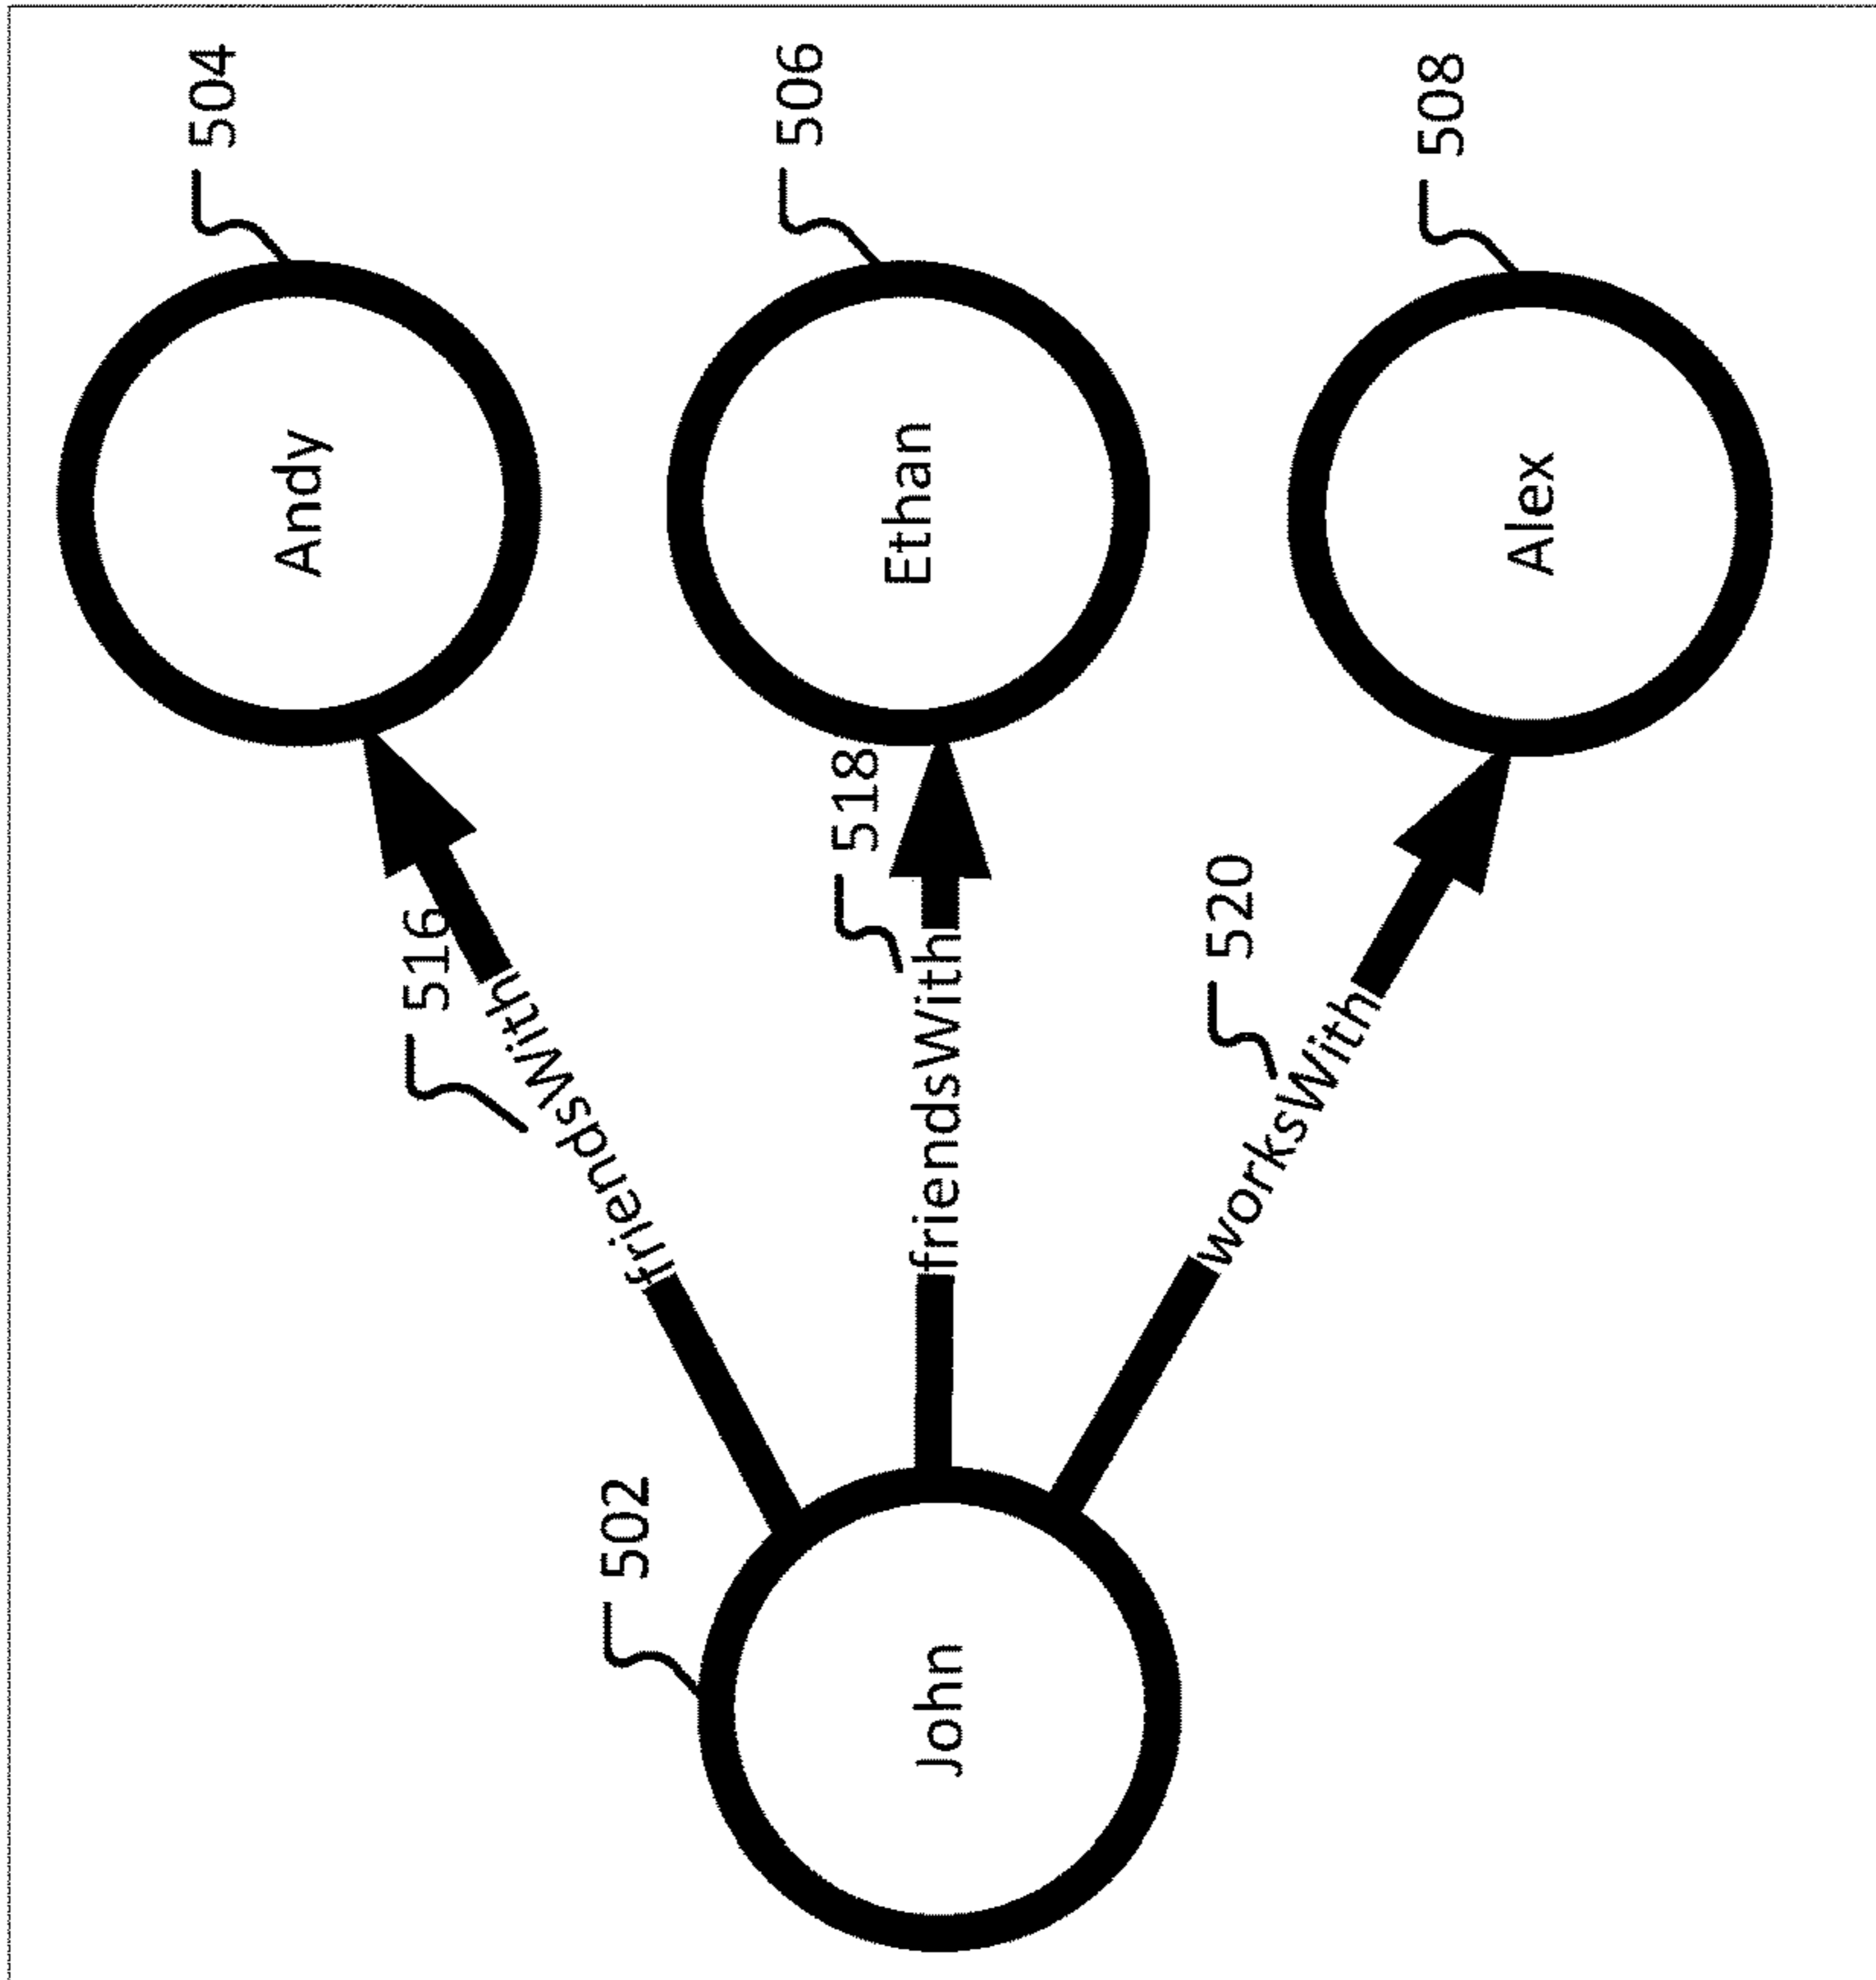 504
Andy
516
friendsWith
502
John
518
friendsWith
506
Ethan
520
worksWith
508
Alex